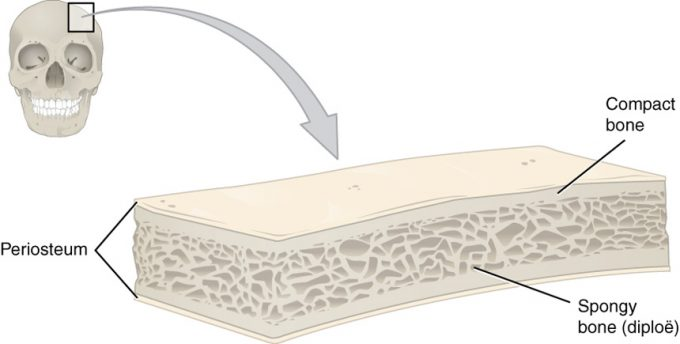 Compact
bone
Periosteum
Spongy
bone (diploë)